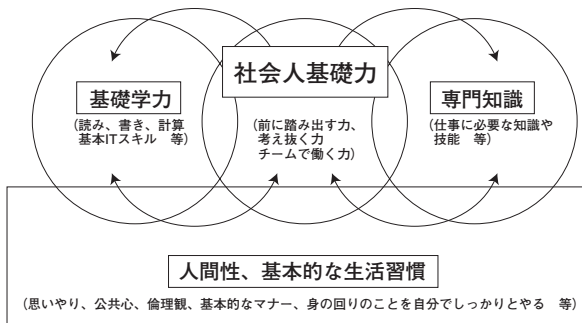 社会人基礎力
基礎学力
(読み、書き、計算
基本ITスキル　等)
(前に踏み出す力、
考え抜く力
チームで働く力)
専門知識
(仕事に必要な知識や
技能　等)
人間性、基本的な生活習慣
(思いやり、公共心、倫理観、基本的なマナー、身の回りのことを自分でしっかりとやる　等)